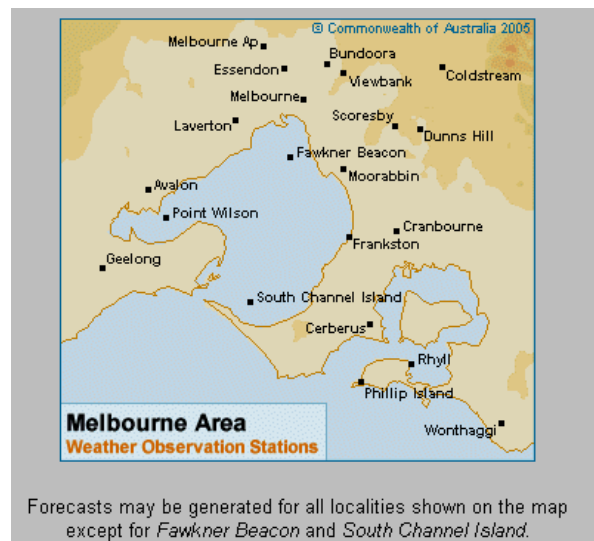 © Commonwealth of Australia 2005
Melbourne Ap
Bundoora
Essendon
Viewbank
Coldstream
Melbourne
Scoresby
Laverton
Dunns Hill
Fawkner Beacon
Moorabbin
Avalon
Point Wilson
Cranbourne
Frankston
Geelong
South Channel Island
Cerberus
Rhyll
Phillip Island
Melbourne Area
Wonthaggi
Weather Observation Stations
Forecasts may be generated for all localities shown on the map
except for Fawkner Beacon and South Channel Island.